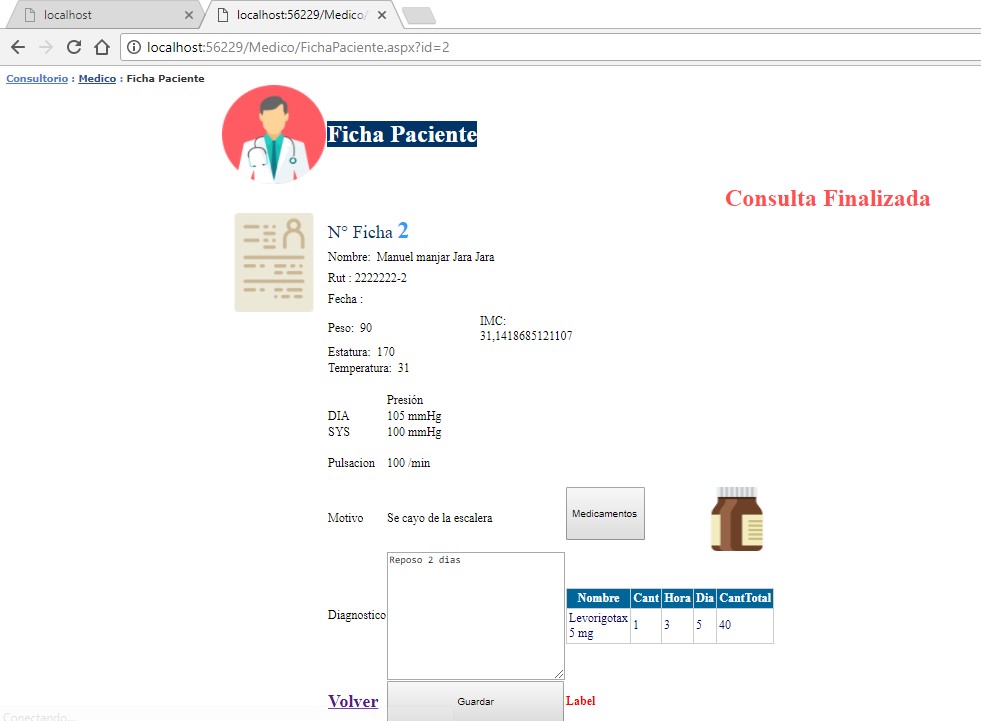 localhost
localhost:56229/Medico/
localhost:56229/Medico/FichaPaciente.aspx?id=2
Consultorio : Medico : Ficha Paciente
Ficha Paciente
Consulta Finalizada
N° Ficha 2
Nombre: Manuel manjar Jara Jara
Rut : 2222222-2
Fecha :
Peso: 90
IMC:
31,1418685121107
Estatura: 170
Temperatura: 31
Presión
DIA 105 mmHg
SYS 100 mmHg
Pulsacion 100 /min
Motivo Se cayo de la escalera
Medicamentos
Reposo 2 dias
Diagnostico
Nombre Cant Hora Dia CantTotal
Levorigotax
5 mg 1 3 5 40
Volver
Guardar
Label
Conectando...